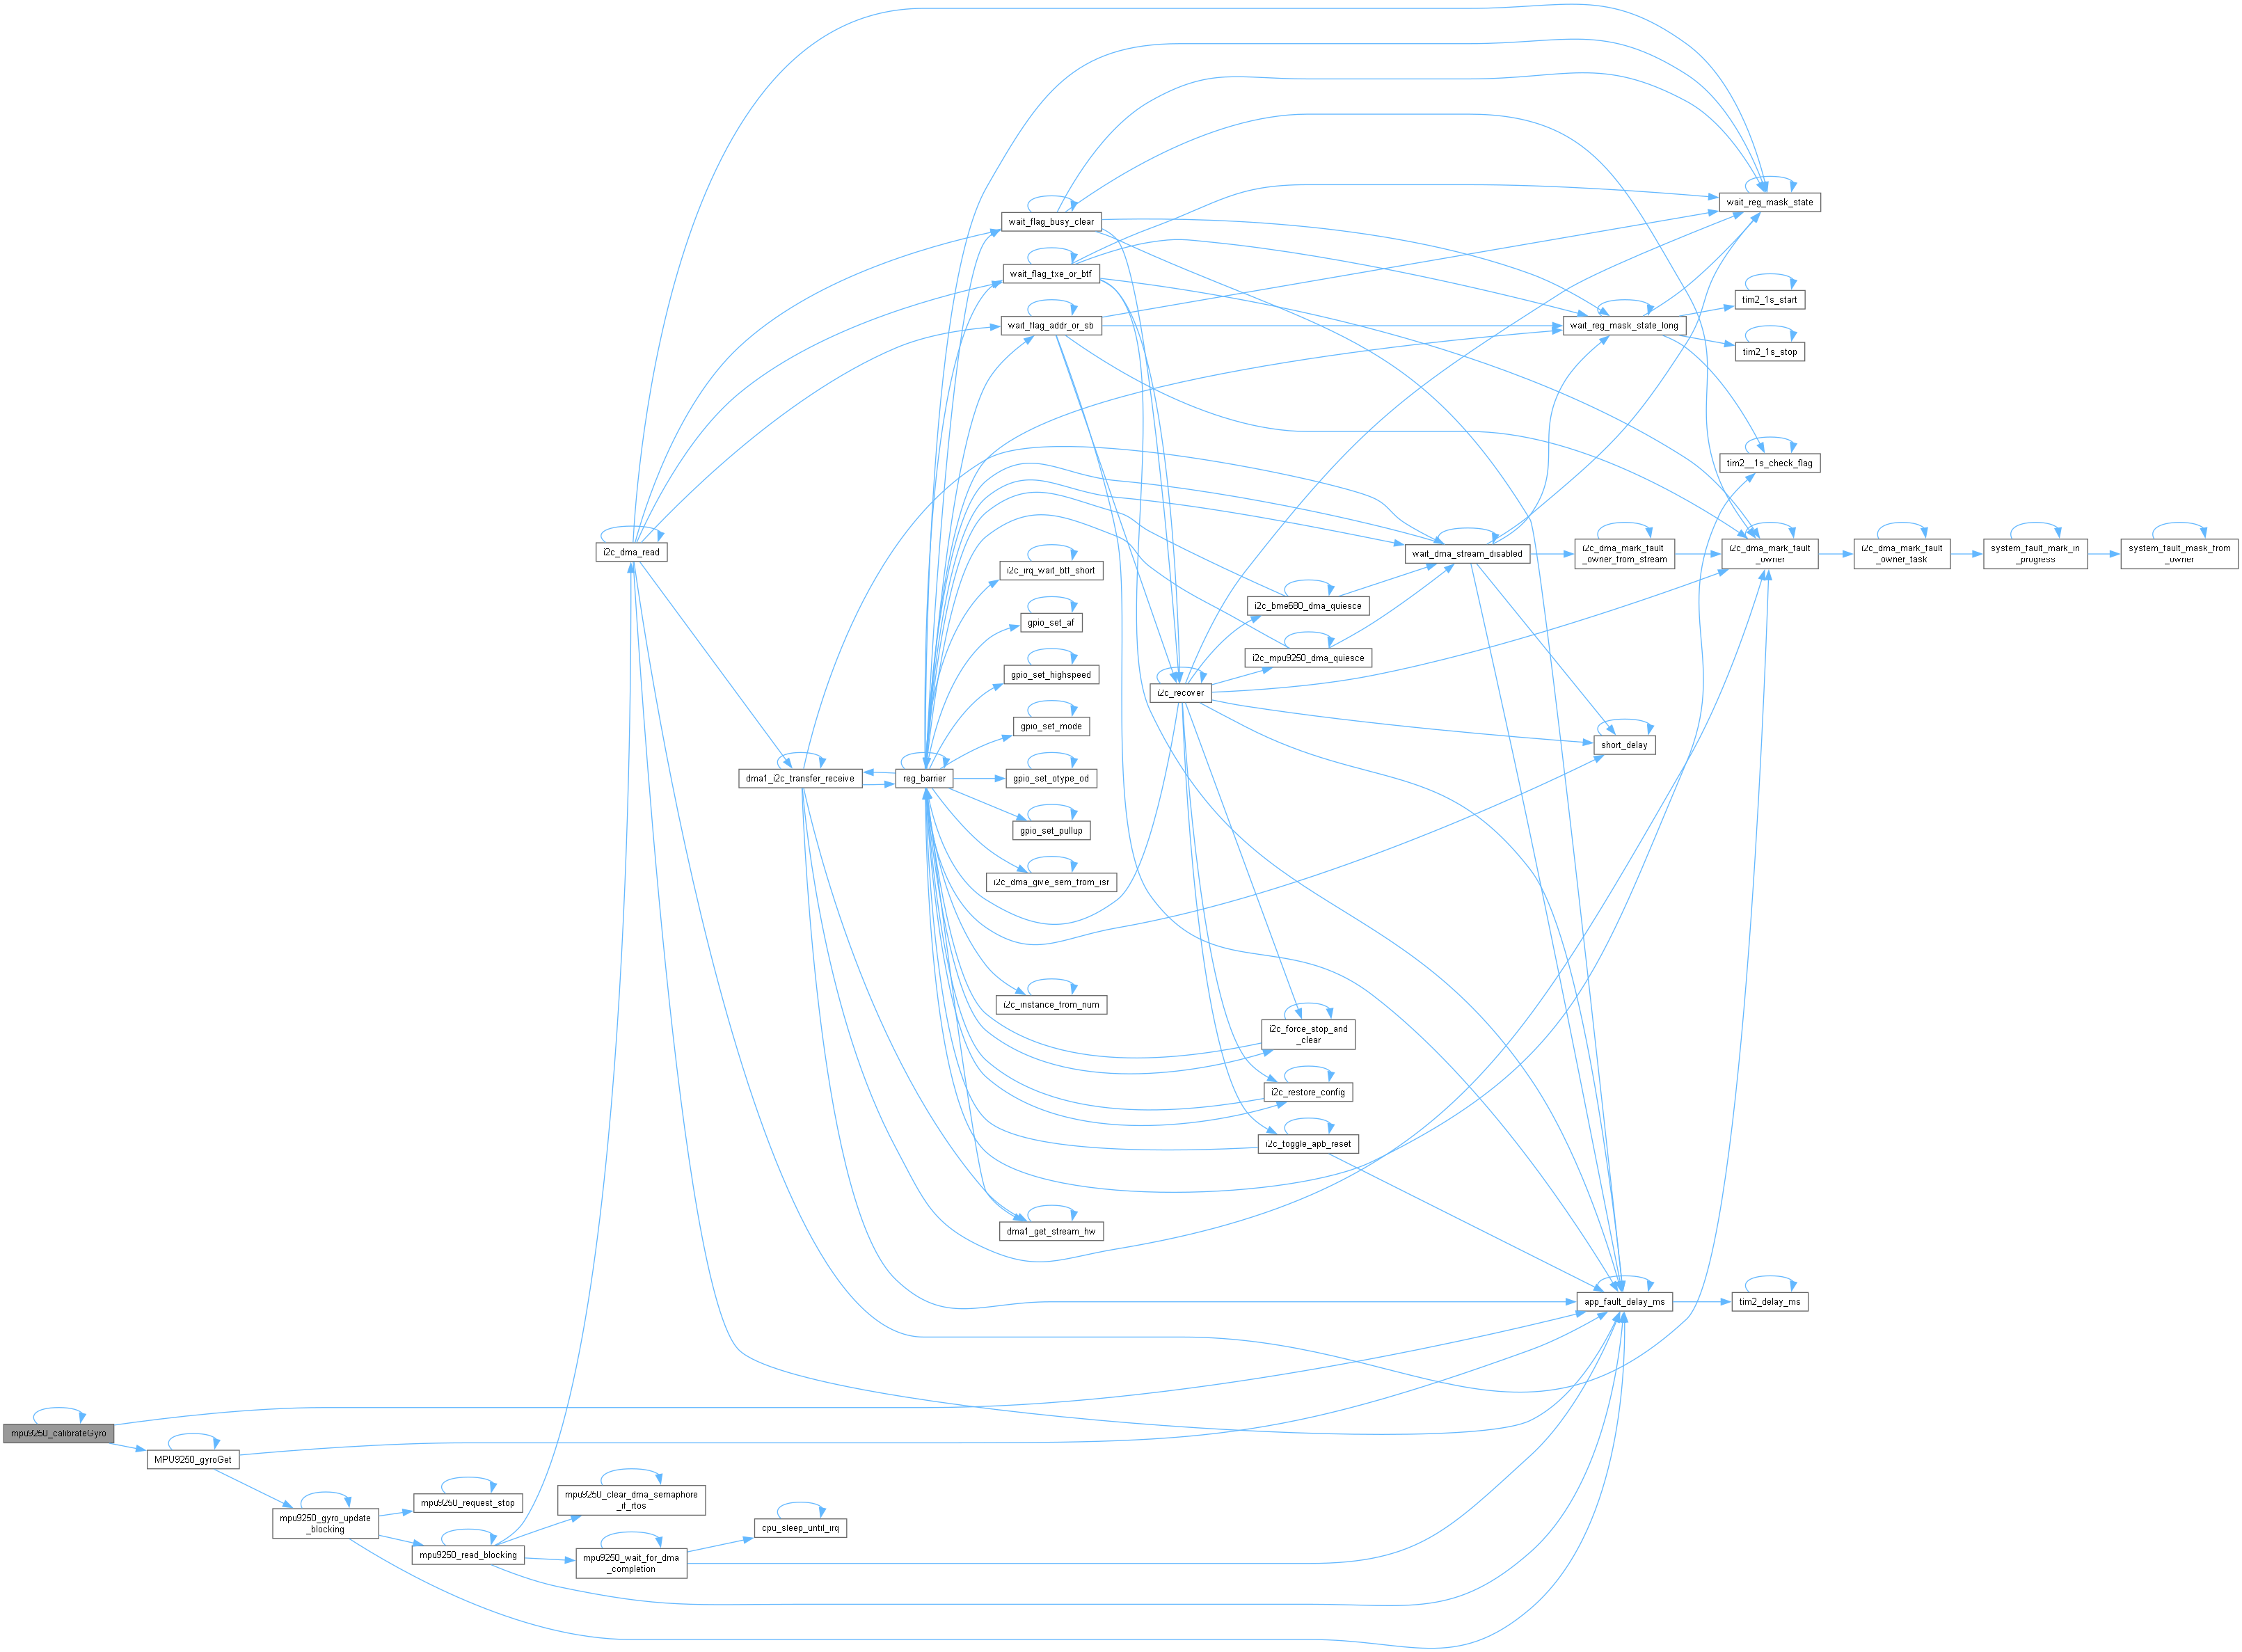 wait_reg_mask_state
wait_flag_busy_clear
wait_flag_txe_or_btf
tim2_1s_start
wait_flag_addr_or_sb
wait_reg_mask_state_long
tim2_1s_stop
tim2__1s_check_flag
i2c_dma_read
wait_dma_stream_disabled
i2c_dma_mark_fault
_owner_from_stream
i2c_dma_mark_fault
_owner
i2c_dma_mark_fault
_owner_task
system_fault_mark_in
_progress
system_fault_mask_from
_owner
i2c_irq_wait_btf_short
i2c_bme680_dma_quiesce
gpio_set_af
i2c_mpu9250_dma_quiesce
gpio_set_highspeed
i2c_recover
gpio_set_mode
short_delay
dma1_i2c_transfer_receive
reg_barrier
gpio_set_otype_od
gpio_set_pullup
i2c_dma_give_sem_from_isr
i2c_instance_from_num
i2c_force_stop_and
_clear
i2c_restore_config
i2c_toggle_apb_reset
dma1_get_stream_hw
app_fault_delay_ms
tim2_delay_ms
mpu9250_calibrateGyro
MPU9250_gyroGet
mpu9250_request_stop
mpu9250_clear_dma_semaphore
_if_rtos
mpu9250_gyro_update
_blocking
cpu_sleep_until_irq
mpu9250_read_blocking
mpu9250_wait_for_dma
_completion